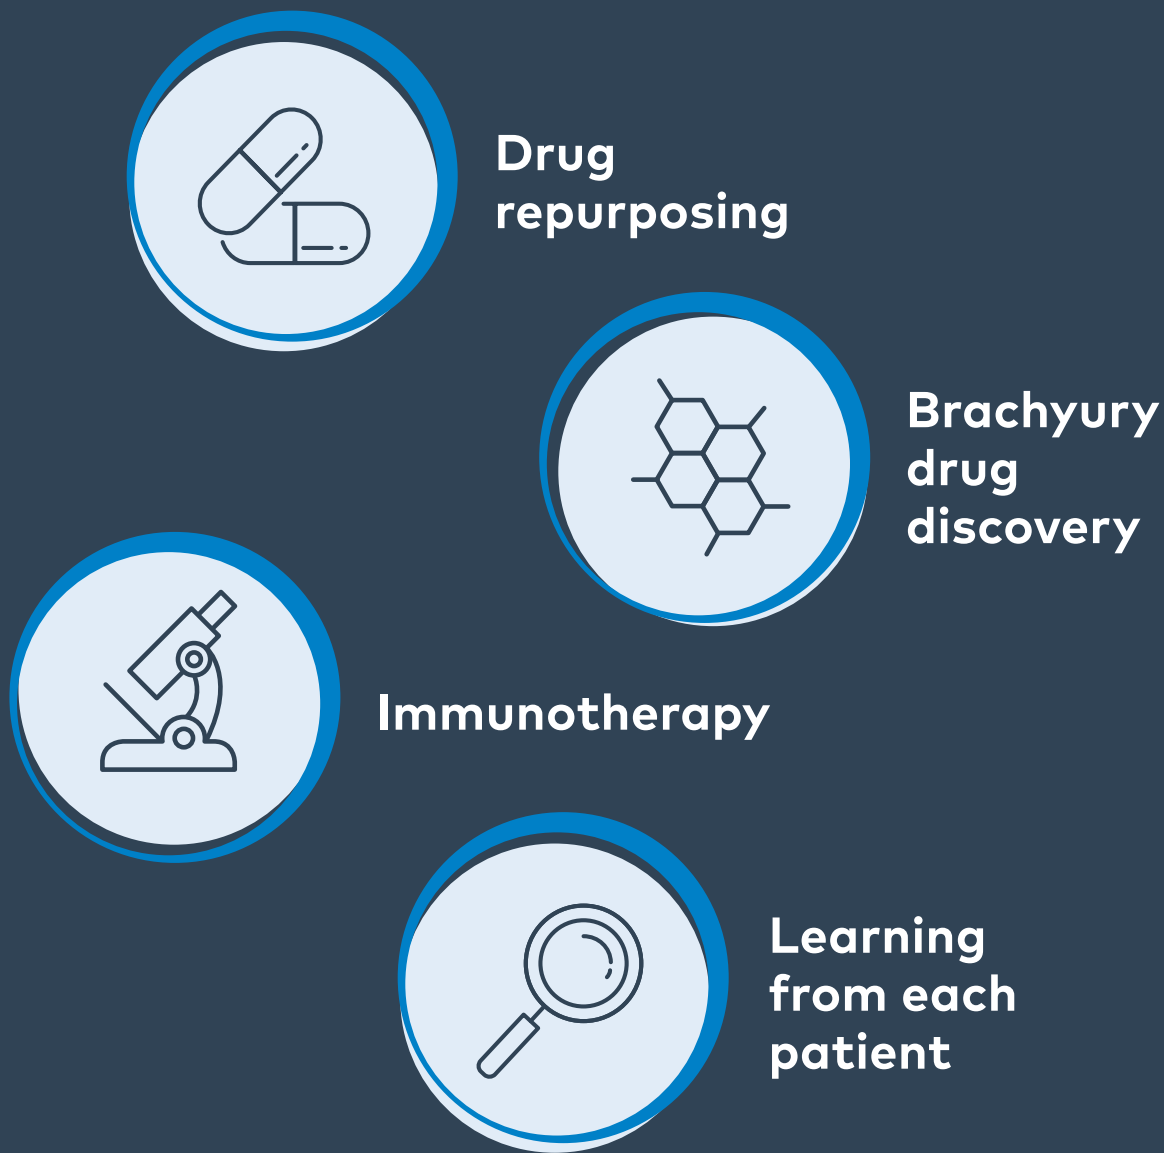 Drug
repurposing
Brachyury
drug
discovery
Immunotherapy
Learning
from each
patient